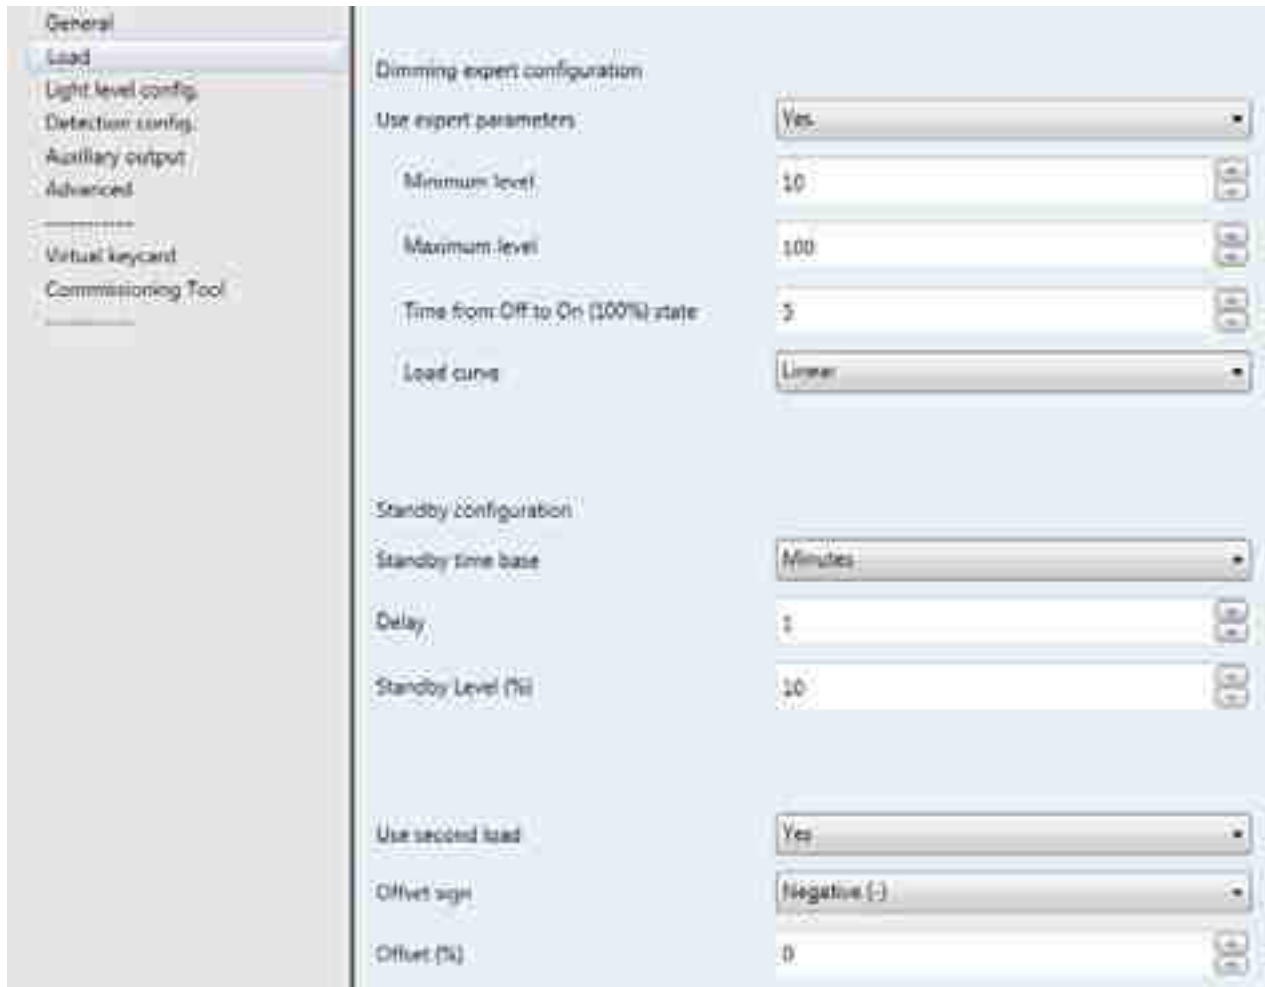 General
Load
Light level config.
Detection config.
Auxiliary output
Advanced
------------
Virtual keycard
Commissioning Tool
------------
Dimming expert configuration
Use expert parameters Yes
Minimum level 10
Maximum level 100
Time from Off to On (100%) state
Load curve Linear
Standby configuration
Standby time base Minutes
Delay 1
Standby Level (%) 10
Use second load Yes
Offset sign Negative (-)
Offset (%) 0